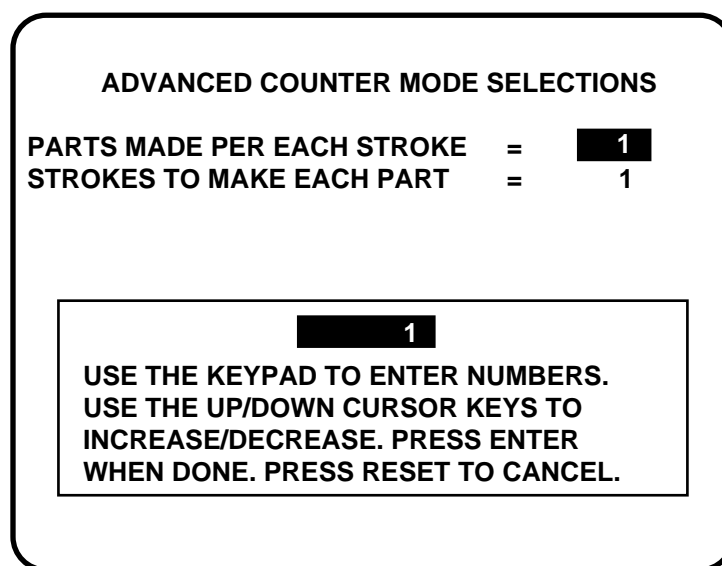 ADVANCED COUNTER MODE SELECTIONS
PARTS MADE PER EACH STROKE = 1
STROKES TO MAKE EACH PART = 1
1
USE THE KEYPAD TO ENTER NUMBERS.
USE THE UP/DOWN CURSOR KEYS TO
INCREASE/DECREASE. PRESS ENTER
WHEN DONE. PRESS RESET TO CANCEL.